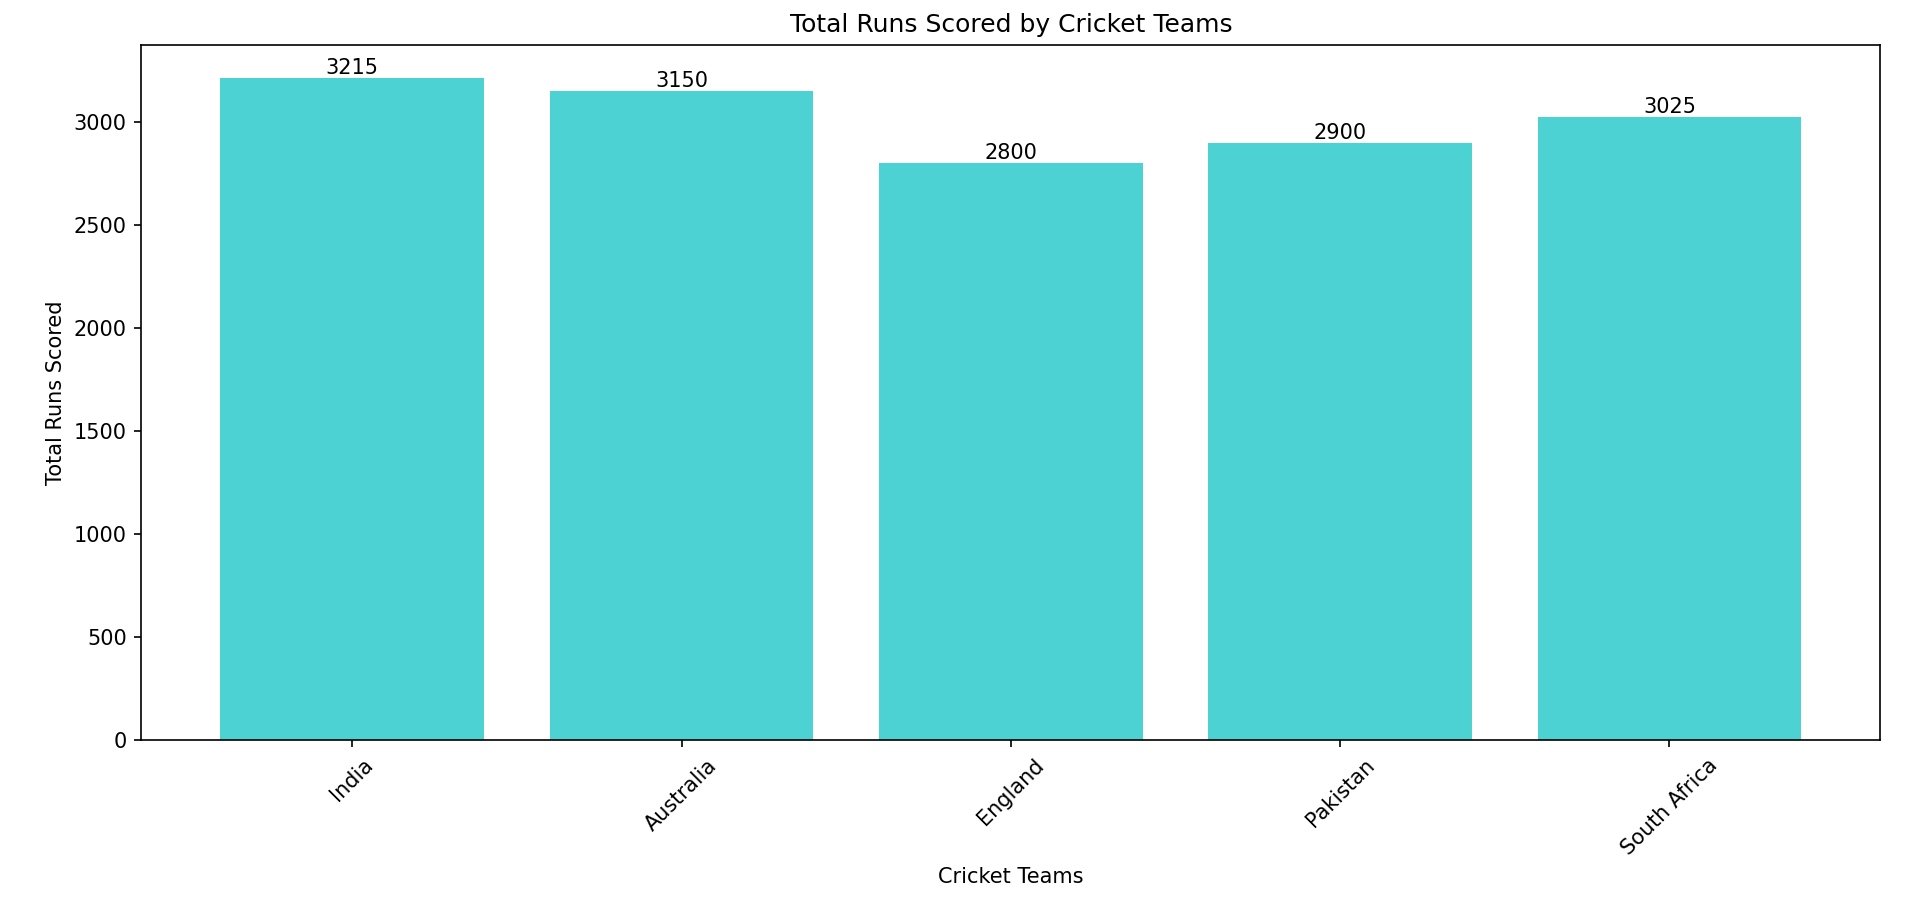 Total Runs Scored by Cricket Teams
3215
3150
2800
2900
3025
3000
2500
2000
1500
1000
500
0
Total Runs Scored
India
Australia
England
Pakistan
South Africa
Cricket Teams